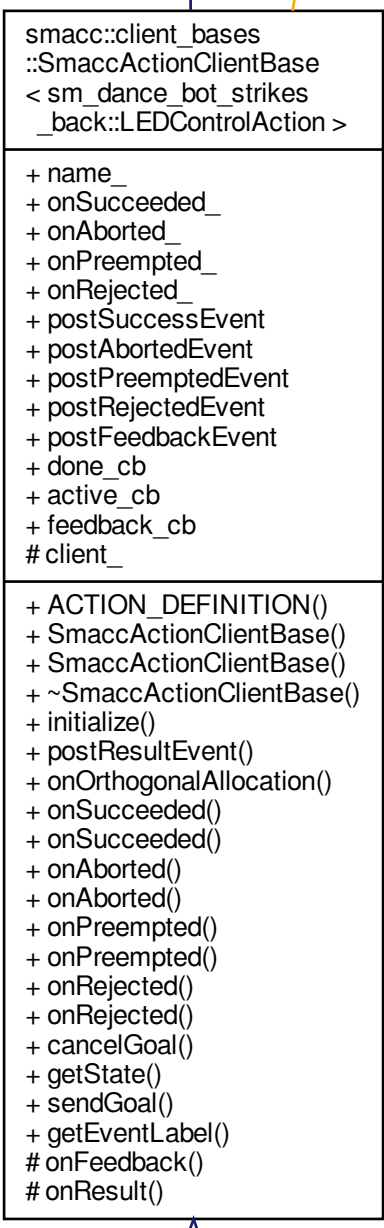 smacc::client_bases
::SmaccActionClientBase
< sm_dance_bot_strikes
_back::LEDControlAction >
+ name_
+ onSucceeded_
+ onAborted_
+ onPreempted_
+ onRejected_
+ postSuccessEvent
+ postAbortedEvent
+ postPreemptedEvent
+ postRejectedEvent
+ postFeedbackEvent
+ done_cb
+ active_cb
+ feedback_cb
# client_
+ ACTION_DEFINITION()
+ SmaccActionClientBase()
+ SmaccActionClientBase()
+ ~SmaccActionClientBase()
+ initialize()
+ postResultEvent()
+ onOrthogonalAllocation()
+ onSucceeded()
+ onSucceeded()
+ onAborted()
+ onAborted()
+ onPreempted()
+ onPreempted()
+ onRejected()
+ onRejected()
+ cancelGoal()
+ getState()
+ sendGoal()
+ getEventLabel()
# onFeedback()
# onResult()